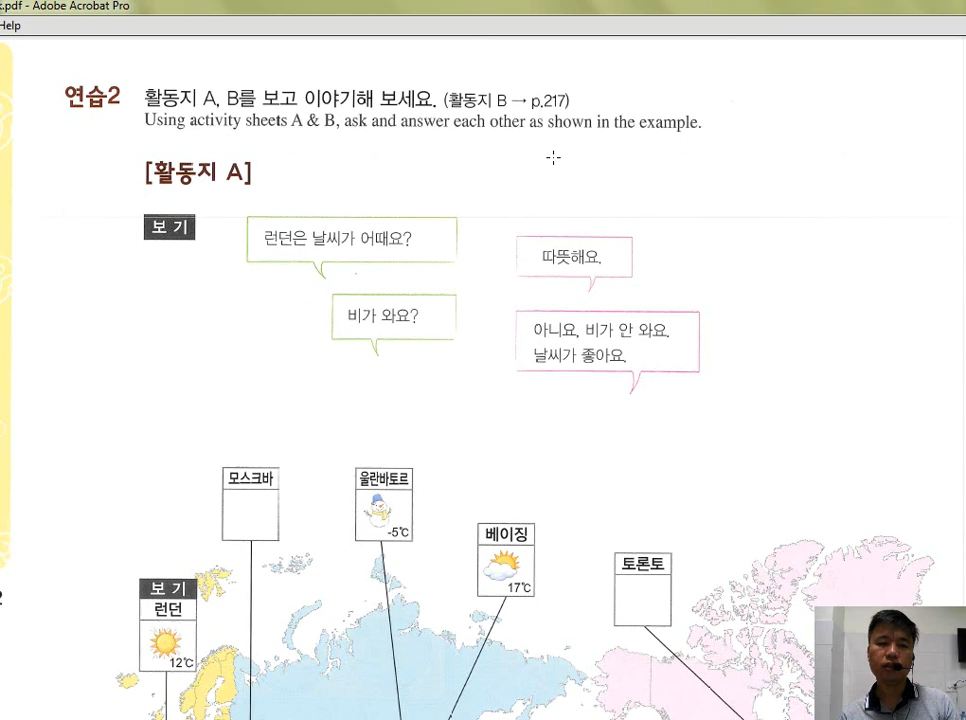 .pdf - Adobe Acrobat Pro
Help
연습2
활동지 A, B를 보고 이야기해 보세요. (활동지 B → p.217)
Using activity sheets A & B, ask and answer each other as shown in the example.
[활동지 A]
보 기
런던은 날씨가 어때요?
따뜻해요.
비가 와요?
아니요, 비가 안 와요.
날씨가 좋아요.
모스크바
울란바토르
-5℃
베이징
17℃
토론토
보 기
런던
12℃